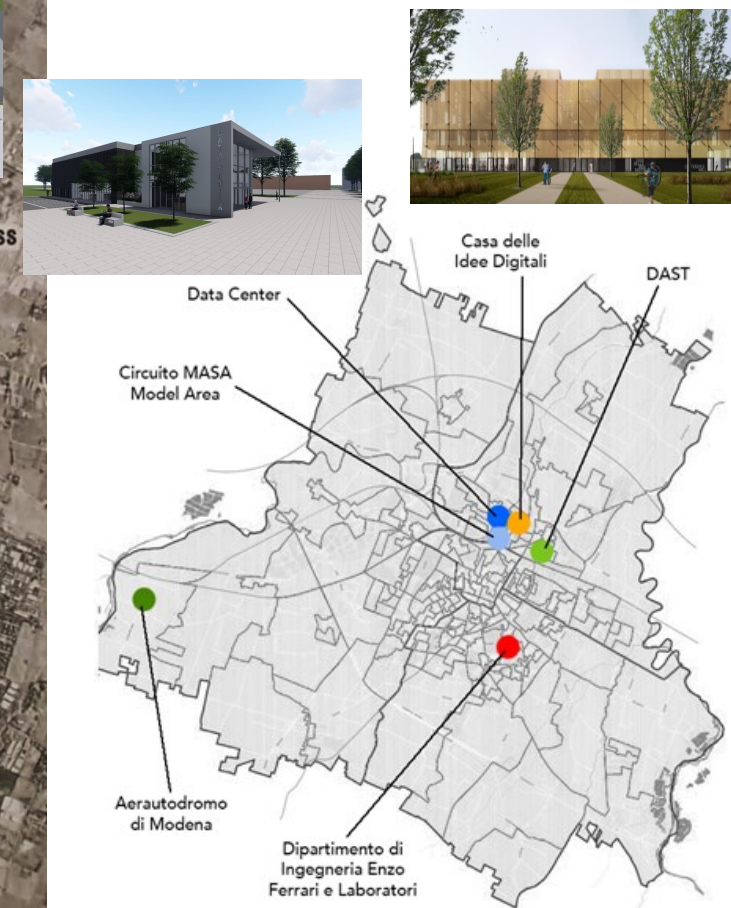 SS
Casa delle
Idee Digitali
DAST
Data Center
Circuito MASA
Model Area
Aerautodromo
di Modena
Dipartimento di
Ingegneria Enzo
Ferrari e Laboratori